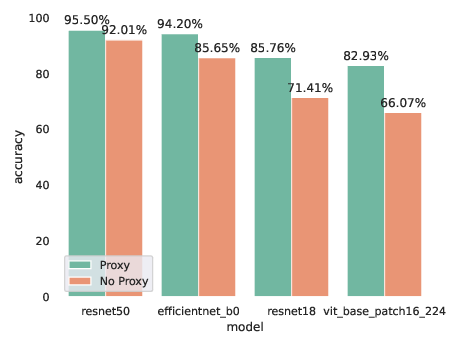 95.50%
92.01%
94.20%
85.65%
85.76%
71.41%
82.93%
66.07%
100
80
60
40
20
0
accuracy
Proxy
No Proxy
resnet50
efficientnet_b0
resnet18
vit_base_patch16_224
model